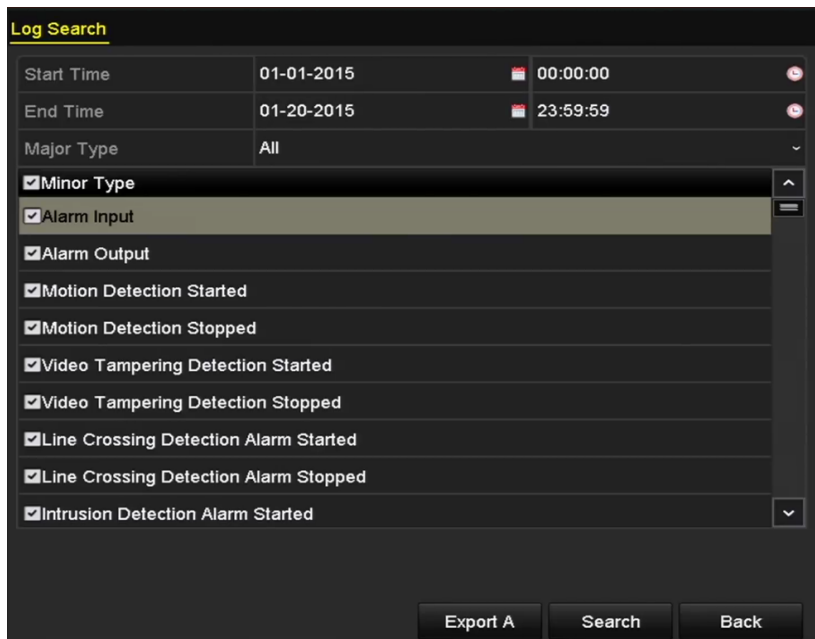 Log Search
Start Time 01-01-2015 00:00:00
End Time 01-20-2015 23:59:59
Major Type All
Minor Type
Alarm Input
Alarm Output
Motion Detection Started
Motion Detection Stopped
Video Tampering Detection Started
Video Tampering Detection Stopped
Line Crossing Detection Alarm Started
Line Crossing Detection Alarm Stopped
Intrusion Detection Alarm Started
Export A Search Back